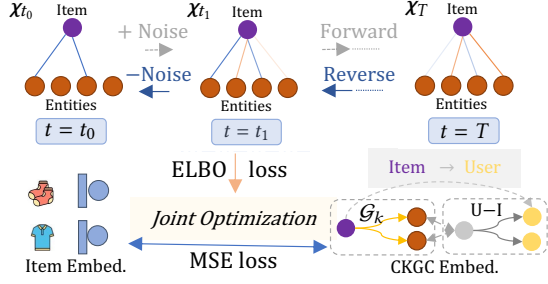 χt₀ Item + Noise χt₁ Item Forward χT Item
−Noise Reverse
Entities Entities Entities
t = t₀ t = t₁ t = T
ELBO loss
Item → User
Joint Optimization
𝒢k U−I
MSE loss
Item Embed. CKGC Embed.